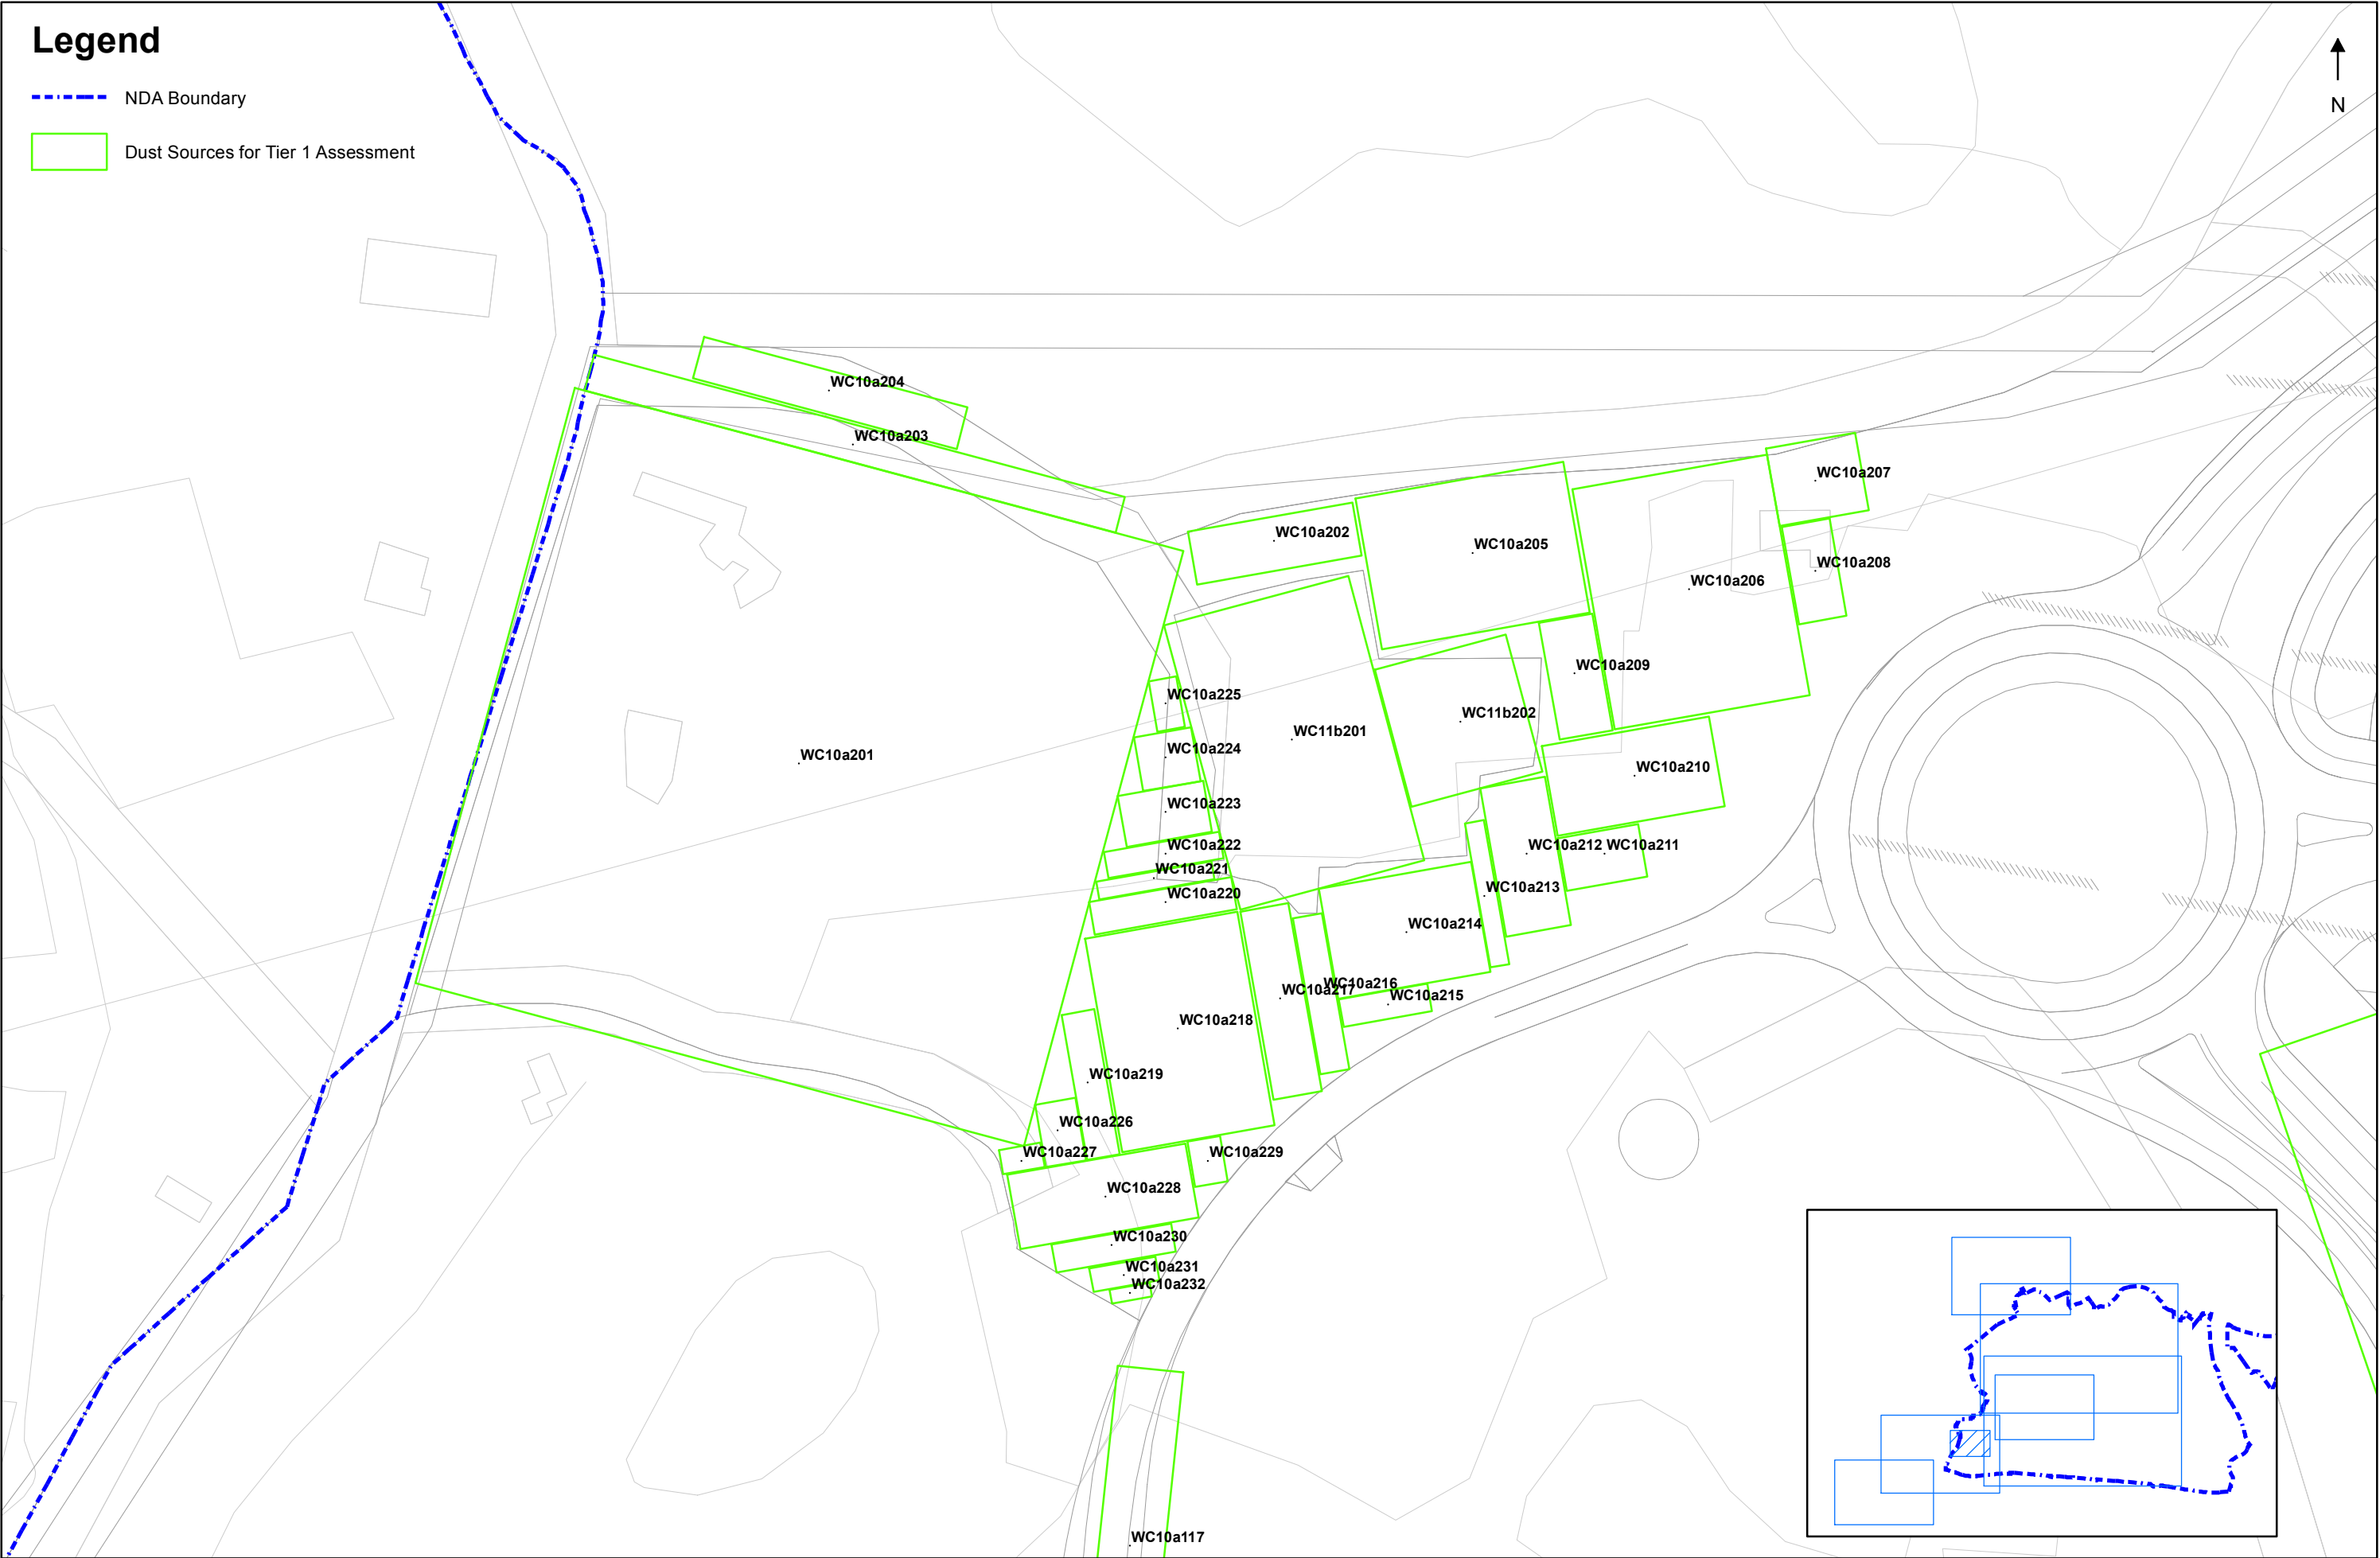 Legend
NDA Boundary
Dust Sources for Tier 1 Assessment
N
WC10a204
WC10a203
WC10a207
WC10a202
WC10a205
WC10a208
WC10a206
WC10a209
WC10a225
WC11b202
WC11b201
WC10a224
WC10a201
WC10a210
WC10a223
WC10a222
WC10a212
WC10a211
WC10a221
WC10a213
WC10a220
WC10a214
WC10a216
WC10a217
WC10a215
WC10a218
WC10a219
WC10a226
WC10a227
WC10a229
WC10a228
WC10a230
WC10a231
WC10a232
WC10a117